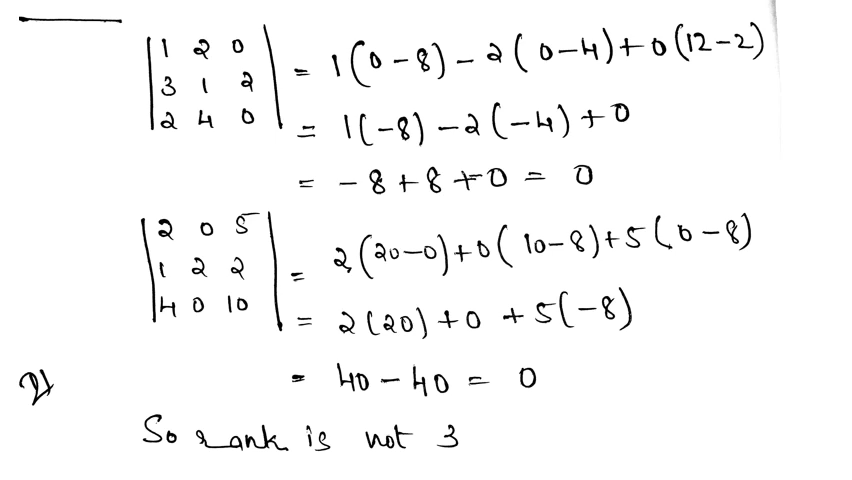 |1 2 0| = 1(0-8) - 2(0-4) + 0(12-2)
|3 1 2|
|2 4 0| = 1(-8) - 2(-4) + 0
= -8 + 8 + 0 = 0
|2 0 5| = 2(20-0) + 0(10-8) + 5(0-8)
|1 2 2|
|4 0 10| = 2(20) + 0 + 5(-8)
= 40 - 40 = 0
So rank is not 3